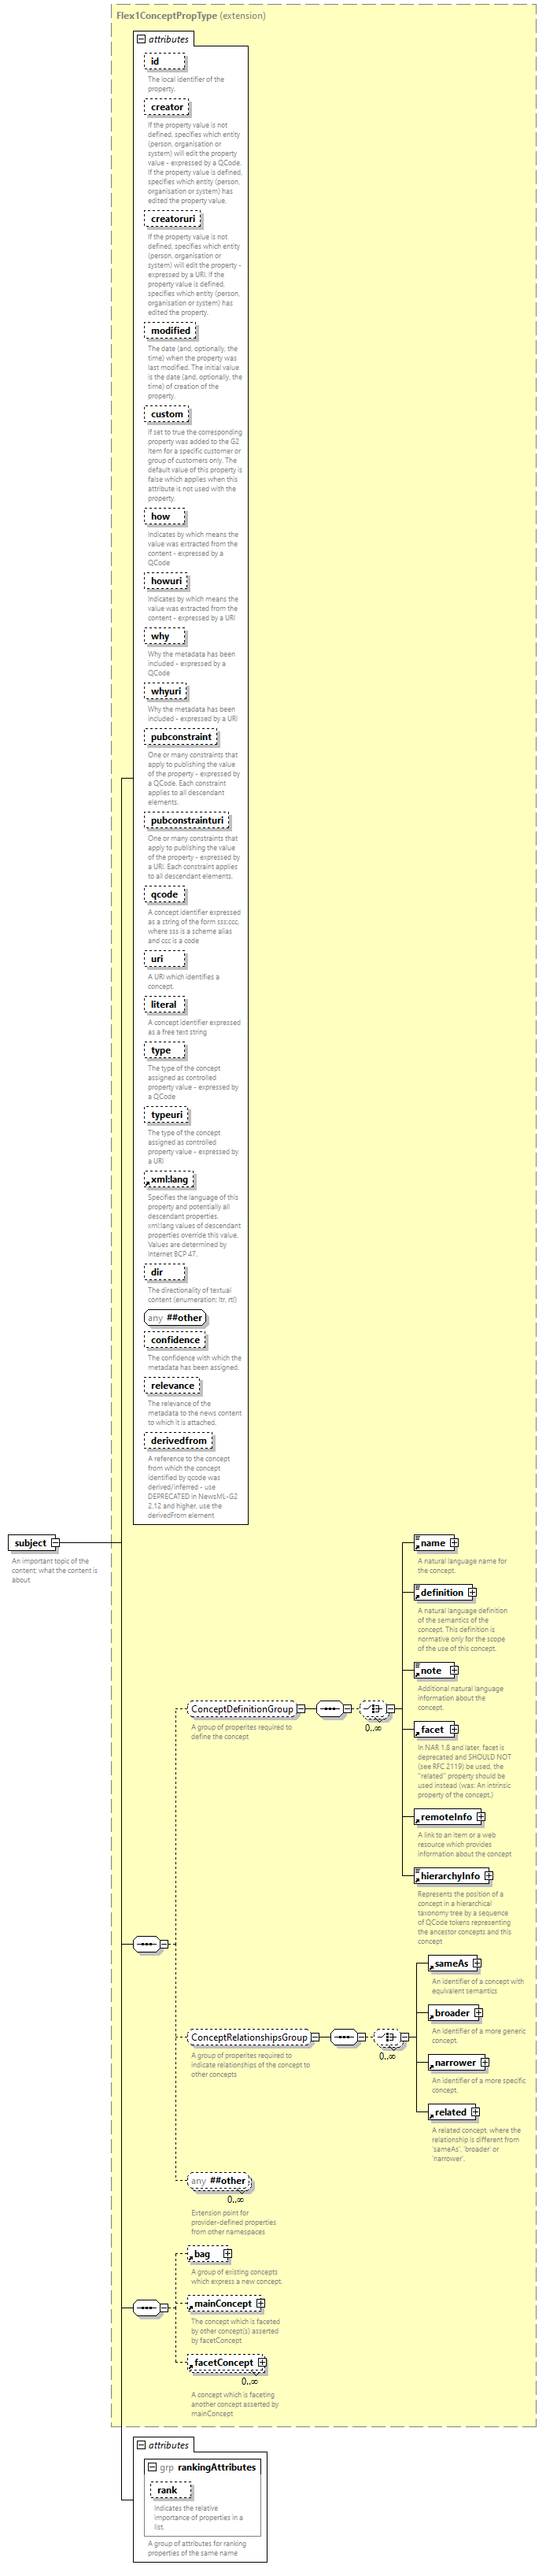 Flex1ConceptPropType (extension)
attributes
id
The local identifier of the
property.
creator
If the property value is not
defined, specifies which entity
(person, organisation or
system) will edit the property
value - expressed by a QCode.
If the property value is defined,
specifies which entity (person,
organisation or system) has
edited the property value.
creatoruri
If the property value is not
defined, specifies which entity
(person, organisation or
system) will edit the property -
expressed by a URI. If the
property value is defined,
specifies which entity (person,
organisation or system) has
edited the property.
modified
The date (and, optionally, the
time) when the property was
last modified. The initial value
is the date (and, optionally, the
time) of creation of the
property.
custom
If set to true the corresponding
property was added to the G2
Item for a specific customer or
group of customers only. The
default value of this property is
false which applies when this
attribute is not used with the
property.
how
Indicates by which means the
value was extracted from the
content - expressed by a
QCode
howuri
Indicates by which means the
value was extracted from the
content - expressed by a URI
why
Why the metadata has been
included - expressed by a
QCode
whyuri
Why the metadata has been
included - expressed by a URI
pubconstraint
One or many constraints that
apply to publishing the value
of the property - expressed by
a QCode. Each constraint
applies to all descendant
elements.
pubconstrainturi
One or many constraints that
apply to publishing the value
of the property - expressed by
a URI. Each constraint applies
to all descendant elements.
qcode
A concept identifier expressed
as a string of the form sss:ccc,
where sss is a scheme alias
and ccc is a code
uri
A URI which identifies a
concept.
literal
A concept identifier expressed
as a free text string
type
The type of the concept
assigned as controlled
property value - expressed by
a QCode
typeuri
The type of the concept
assigned as controlled
property value - expressed by
a URI
xml:lang
Specifies the language of this
property and potentially all
descendant properties.
xml:lang values of descendant
properties override this value.
Values are determined by
Internet BCP 47.
dir
The directionality of textual
content (enumeration: ltr, rtl)
any ##other
confidence
The confidence with which the
metadata has been assigned.
relevance
The relevance of the
metadata to the news content
to which it is attached.
derivedfrom
A reference to the concept
from which the concept
identified by qcode was
derived/inferred - use
DEPRECATED in NewsML-G2
2.12 and higher, use the
derivedFrom element
subject
An important topic of the
content; what the content is
about
name
A natural language name for
the concept.
definition
A natural language definition
of the semantics of the
concept. This definition is
normative only for the scope
of the use of this concept.
note
Additional natural language
information about the
concept.
ConceptDefinitionGroup
0..∞
A group of properites required to
define the concept
facet
In NAR 1.8 and later, facet is
deprecated and SHOULD NOT
(see RFC 2119) be used, the
"related" property should be
used instead (was: An intrinsic
property of the concept.)
remoteInfo
A link to an item or a web
resource which provides
information about the concept
hierarchyInfo
Represents the position of a
concept in a hierarchical
taxonomy tree by a sequence
of QCode tokens representing
the ancestor concepts and this
concept
sameAs
An identifier of a concept with
equivalent semantics
broader
An identifier of a more generic
concept.
ConceptRelationshipsGroup
0..∞
A group of properites required to
indicate relationships of the concept to
other concepts
narrower
An identifier of a more specific
concept.
related
A related concept, where the
relationship is different from
'sameAs', 'broader' or
'narrower'.
any ##other
0..∞
Extension point for
provider-defined properties
from other namespaces
bag
A group of existing concepts
which express a new concept.
mainConcept
The concept which is faceted
by other concept(s) asserted
by facetConcept
facetConcept
0..∞
A concept which is faceting
another concept asserted by
mainConcept
attributes
grp rankingAttributes
rank
Indicates the relative
importance of properties in a
list.
A group of attributes for ranking
properties of the same name